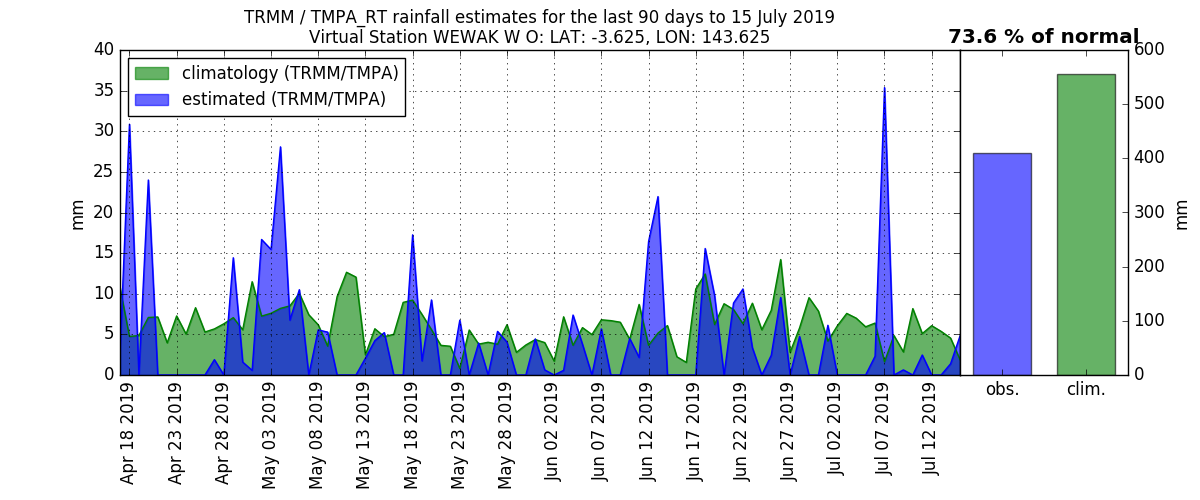 TRMM / TMPA_RT rainfall estimates for the last 90 days to 15 July 2019
Virtual Station WEWAK W O: LAT: -3.625, LON: 143.625
73.6 % of normal
climatology (TRMM/TMPA)
estimated (TRMM/TMPA)
mm
40
35
30
25
20
15
10
5
0
Apr 18 2019
Apr 23 2019
Apr 28 2019
May 03 2019
May 08 2019
May 13 2019
May 18 2019
May 23 2019
May 28 2019
Jun 02 2019
Jun 07 2019
Jun 12 2019
Jun 17 2019
Jun 22 2019
Jun 27 2019
Jul 02 2019
Jul 07 2019
Jul 12 2019
obs.
clim.
600
500
400
300
200
100
0
mm